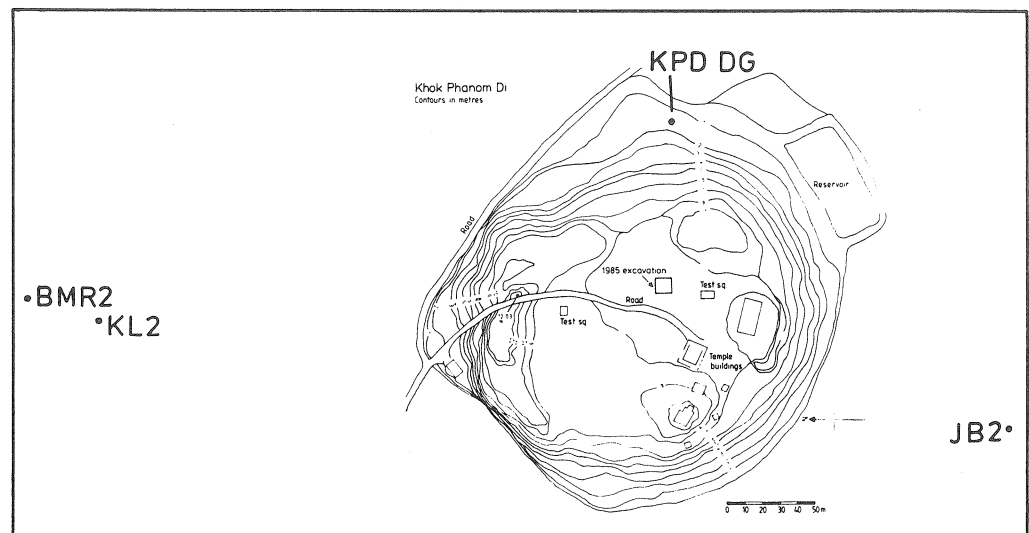 KPD DG
Khok Phanom Di
Contours in metres
Reservoir
Road
1985 excavation
Test sq
BMR2
Road
KL2
Test sq
Temple
buildings
JB2
0 10 20 30 40 50m